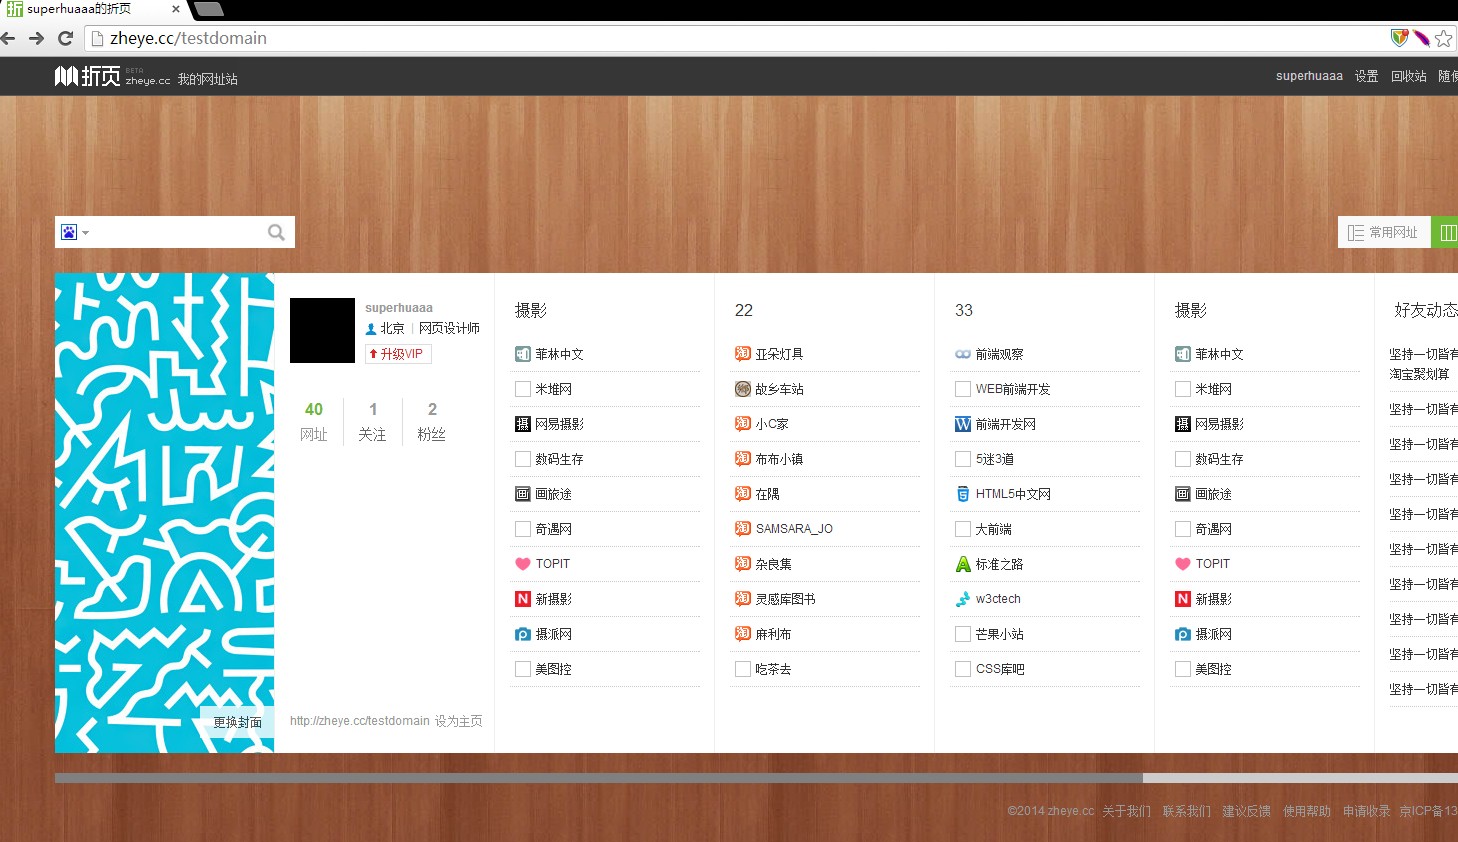 superhuaaa的折页
zheye.cc/testdomain
折页 BETA zheye.cc 我的网址站
superhuaaa 设置 回收站 随便
常用网址
superhuaaa
北京 | 网页设计师
升级VIP
40 1 2
网址 关注 粉丝
更换封面
http://zheye.cc/testdomain 设为主页
摄影
菲林中文
米堆网
网易摄影
数码生存
画旅途
奇遇网
TOPIT
新摄影
摄派网
美图控
22
亚朵灯具
故乡车站
小C家
布布小镇
在隅
SAMSARA_JO
杂良集
灵感库图书
麻利布
吃茶去
33
前端观察
WEB前端开发
前端开发网
5迷3道
HTML5中文网
大前端
标准之路
w3ctech
芒果小站
CSS库吧
摄影
菲林中文
米堆网
网易摄影
数码生存
画旅途
奇遇网
TOPIT
新摄影
摄派网
美图控
好友动态
坚持一切皆有
淘宝聚划算
坚持一切皆有
坚持一切皆有
坚持一切皆有
坚持一切皆有
坚持一切皆有
坚持一切皆有
坚持一切皆有
坚持一切皆有
坚持一切皆有
©2014 zheye.cc 关于我们 联系我们 建议反馈 使用帮助 申请收录 京ICP备13